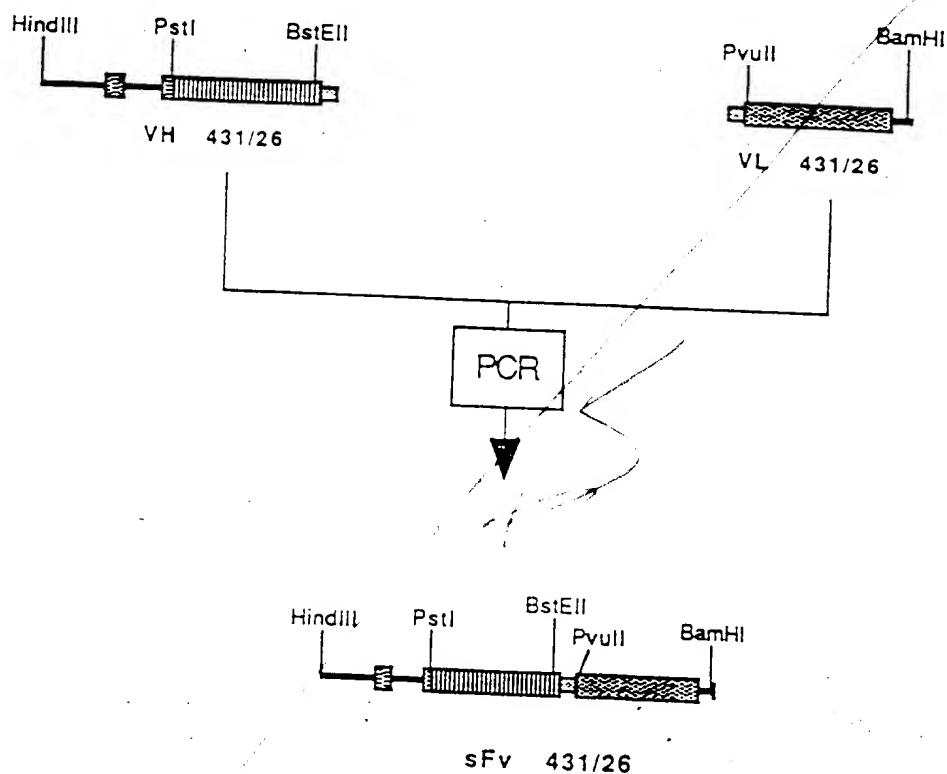 HindIII PstI BstEII
VH 431/26
PvuII BamHI
VL 431/26
PCR
HindIII PstI BstEII PvuII BamHI
sFv 431/26